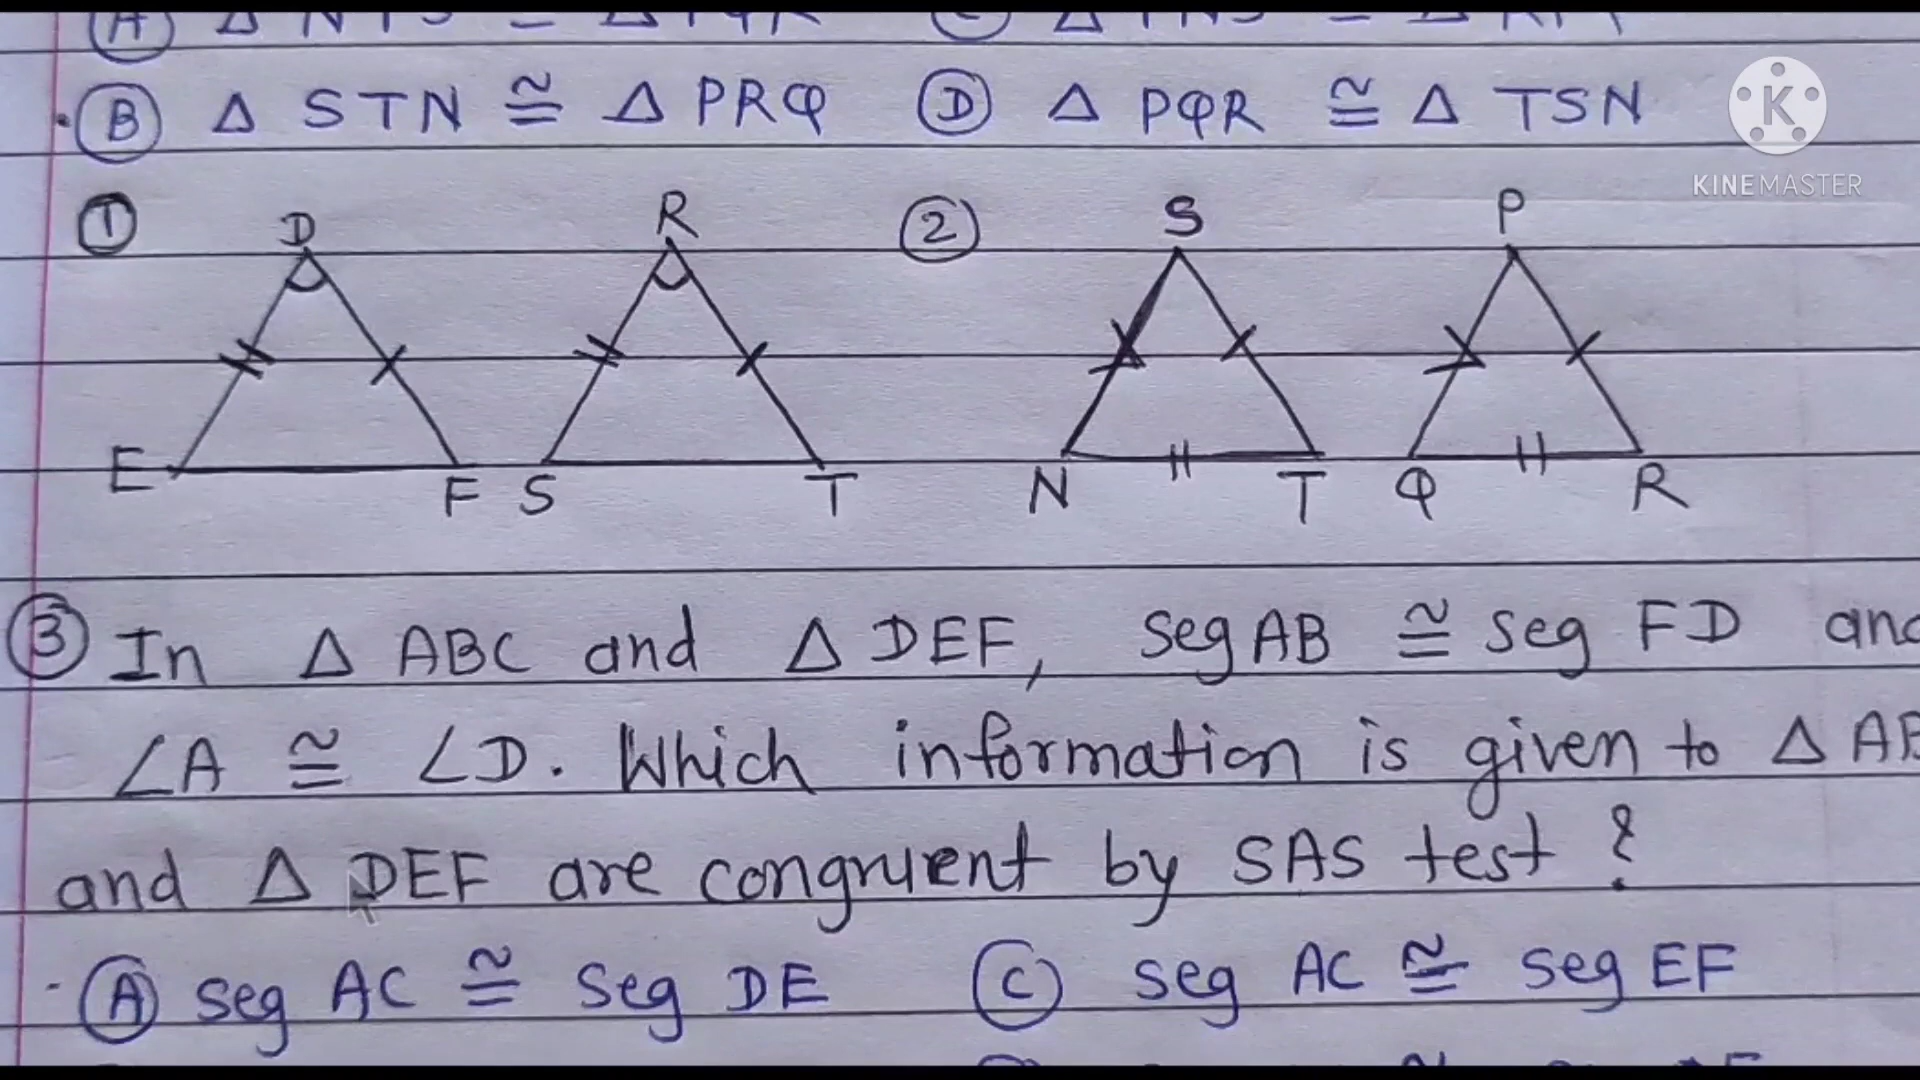 (A) Δ NTS ≅ Δ PQR (C) Δ
(B) Δ STN ≅ Δ PRQ (D) Δ PQR ≅ Δ TSN
K
KINEMASTER
(1) D R (2) S P
E F S T N T Q R
(3) In Δ ABC and Δ DEF, seg AB ≅ seg FD and
∠A ≅ ∠D. Which information is given to Δ AB
and Δ DEF are congruent by SAS test?
(A) seg AC ≅ seg DE (C) seg AC ≅ seg EF